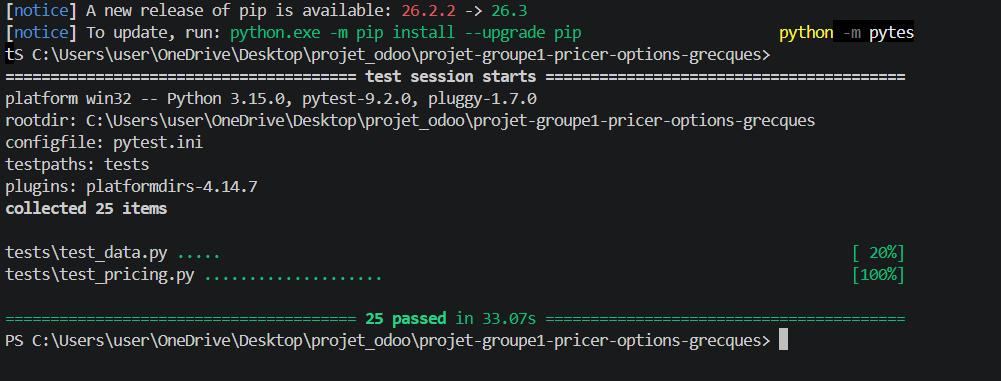 [notice] A new release of pip is available: 26.2.2 -> 26.3
[notice] To update, run: python.exe -m pip install --upgrade pip python -m pytes
tS C:\Users\user\OneDrive\Desktop\projet_odoo\projet-groupe1-pricer-options-grecques>
======================================= test session starts ========================================
platform win32 -- Python 3.15.0, pytest-9.2.0, pluggy-1.7.0
rootdir: C:\Users\user\OneDrive\Desktop\projet_odoo\projet-groupe1-pricer-options-grecques
configfile: pytest.ini
testpaths: tests
plugins: platformdirs-4.14.7
collected 25 items
tests\test_data.py ..... [ 20%]
tests\test_pricing.py .................... [100%]
======================================= 25 passed in 33.07s ========================================
PS C:\Users\user\OneDrive\Desktop\projet_odoo\projet-groupe1-pricer-options-grecques>